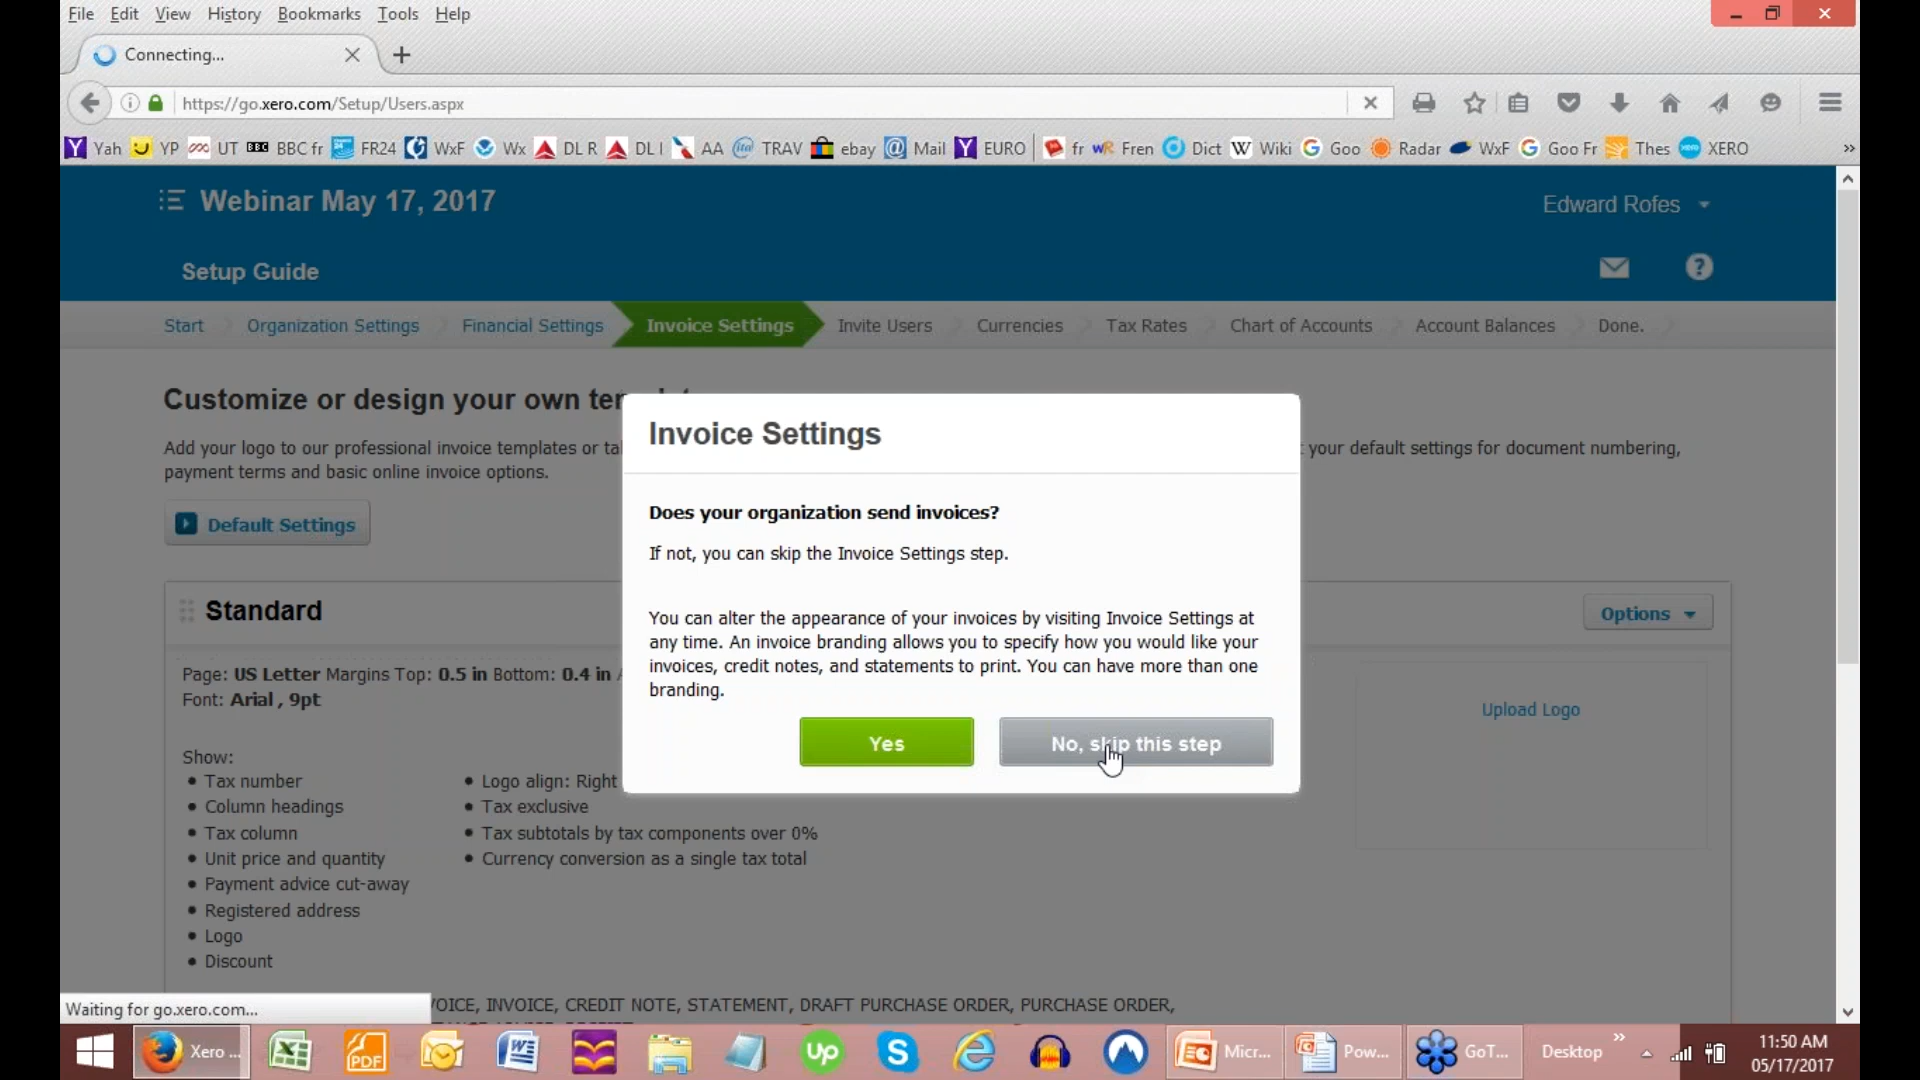 File Edit View History Bookmarks Tools Help
Connecting...
https://go.xero.com/Setup/Users.aspx
Yah YP UT BBC fr FR24 WxF Wx DL R DL I AA TRAV ebay Mail EURO fr Fren Dict Wiki Goo Radar WxF Goo Fr Thes XERO
Webinar May 17, 2017
Edward Rofes
Setup Guide
Start Organization Settings Financial Settings Invoice Settings Invite Users Currencies Tax Rates Chart of Accounts Account Balances Done.
Customize or design your own
Add your logo to our professional invoice templates or
your default settings for document numbering,
payment terms and basic online invoice options.
Default Settings
Standard
Options
Page: US Letter Margins Top: 0.5 in Bottom: 0.4 in
Font: Arial , 9pt
Upload Logo
Show:
• Tax number
• Column headings
• Tax column
• Unit price and quantity
• Payment advice cut-away
• Registered address
• Logo
• Discount
• Logo align: Right
• Tax exclusive
• Tax subtotals by tax components over 0%
• Currency conversion as a single tax total
Invoice Settings
Does your organization send invoices?
If not, you can skip the Invoice Settings step.
You can alter the appearance of your invoices by visiting Invoice Settings at
any time. An invoice branding allows you to specify how you would like your
invoices, credit notes, and statements to print. You can have more than one
branding.
Yes
No, skip this step
Waiting for go.xero.com...
VOICE, INVOICE, CREDIT NOTE, STATEMENT, DRAFT PURCHASE ORDER, PURCHASE ORDER,
Xero ... PDF Up Micr... Pow... GoT... Desktop
11:50 AM
05/17/2017